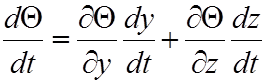 dΘ/dt = ∂Θ/∂y dy/dt + ∂Θ/∂z dz/dt